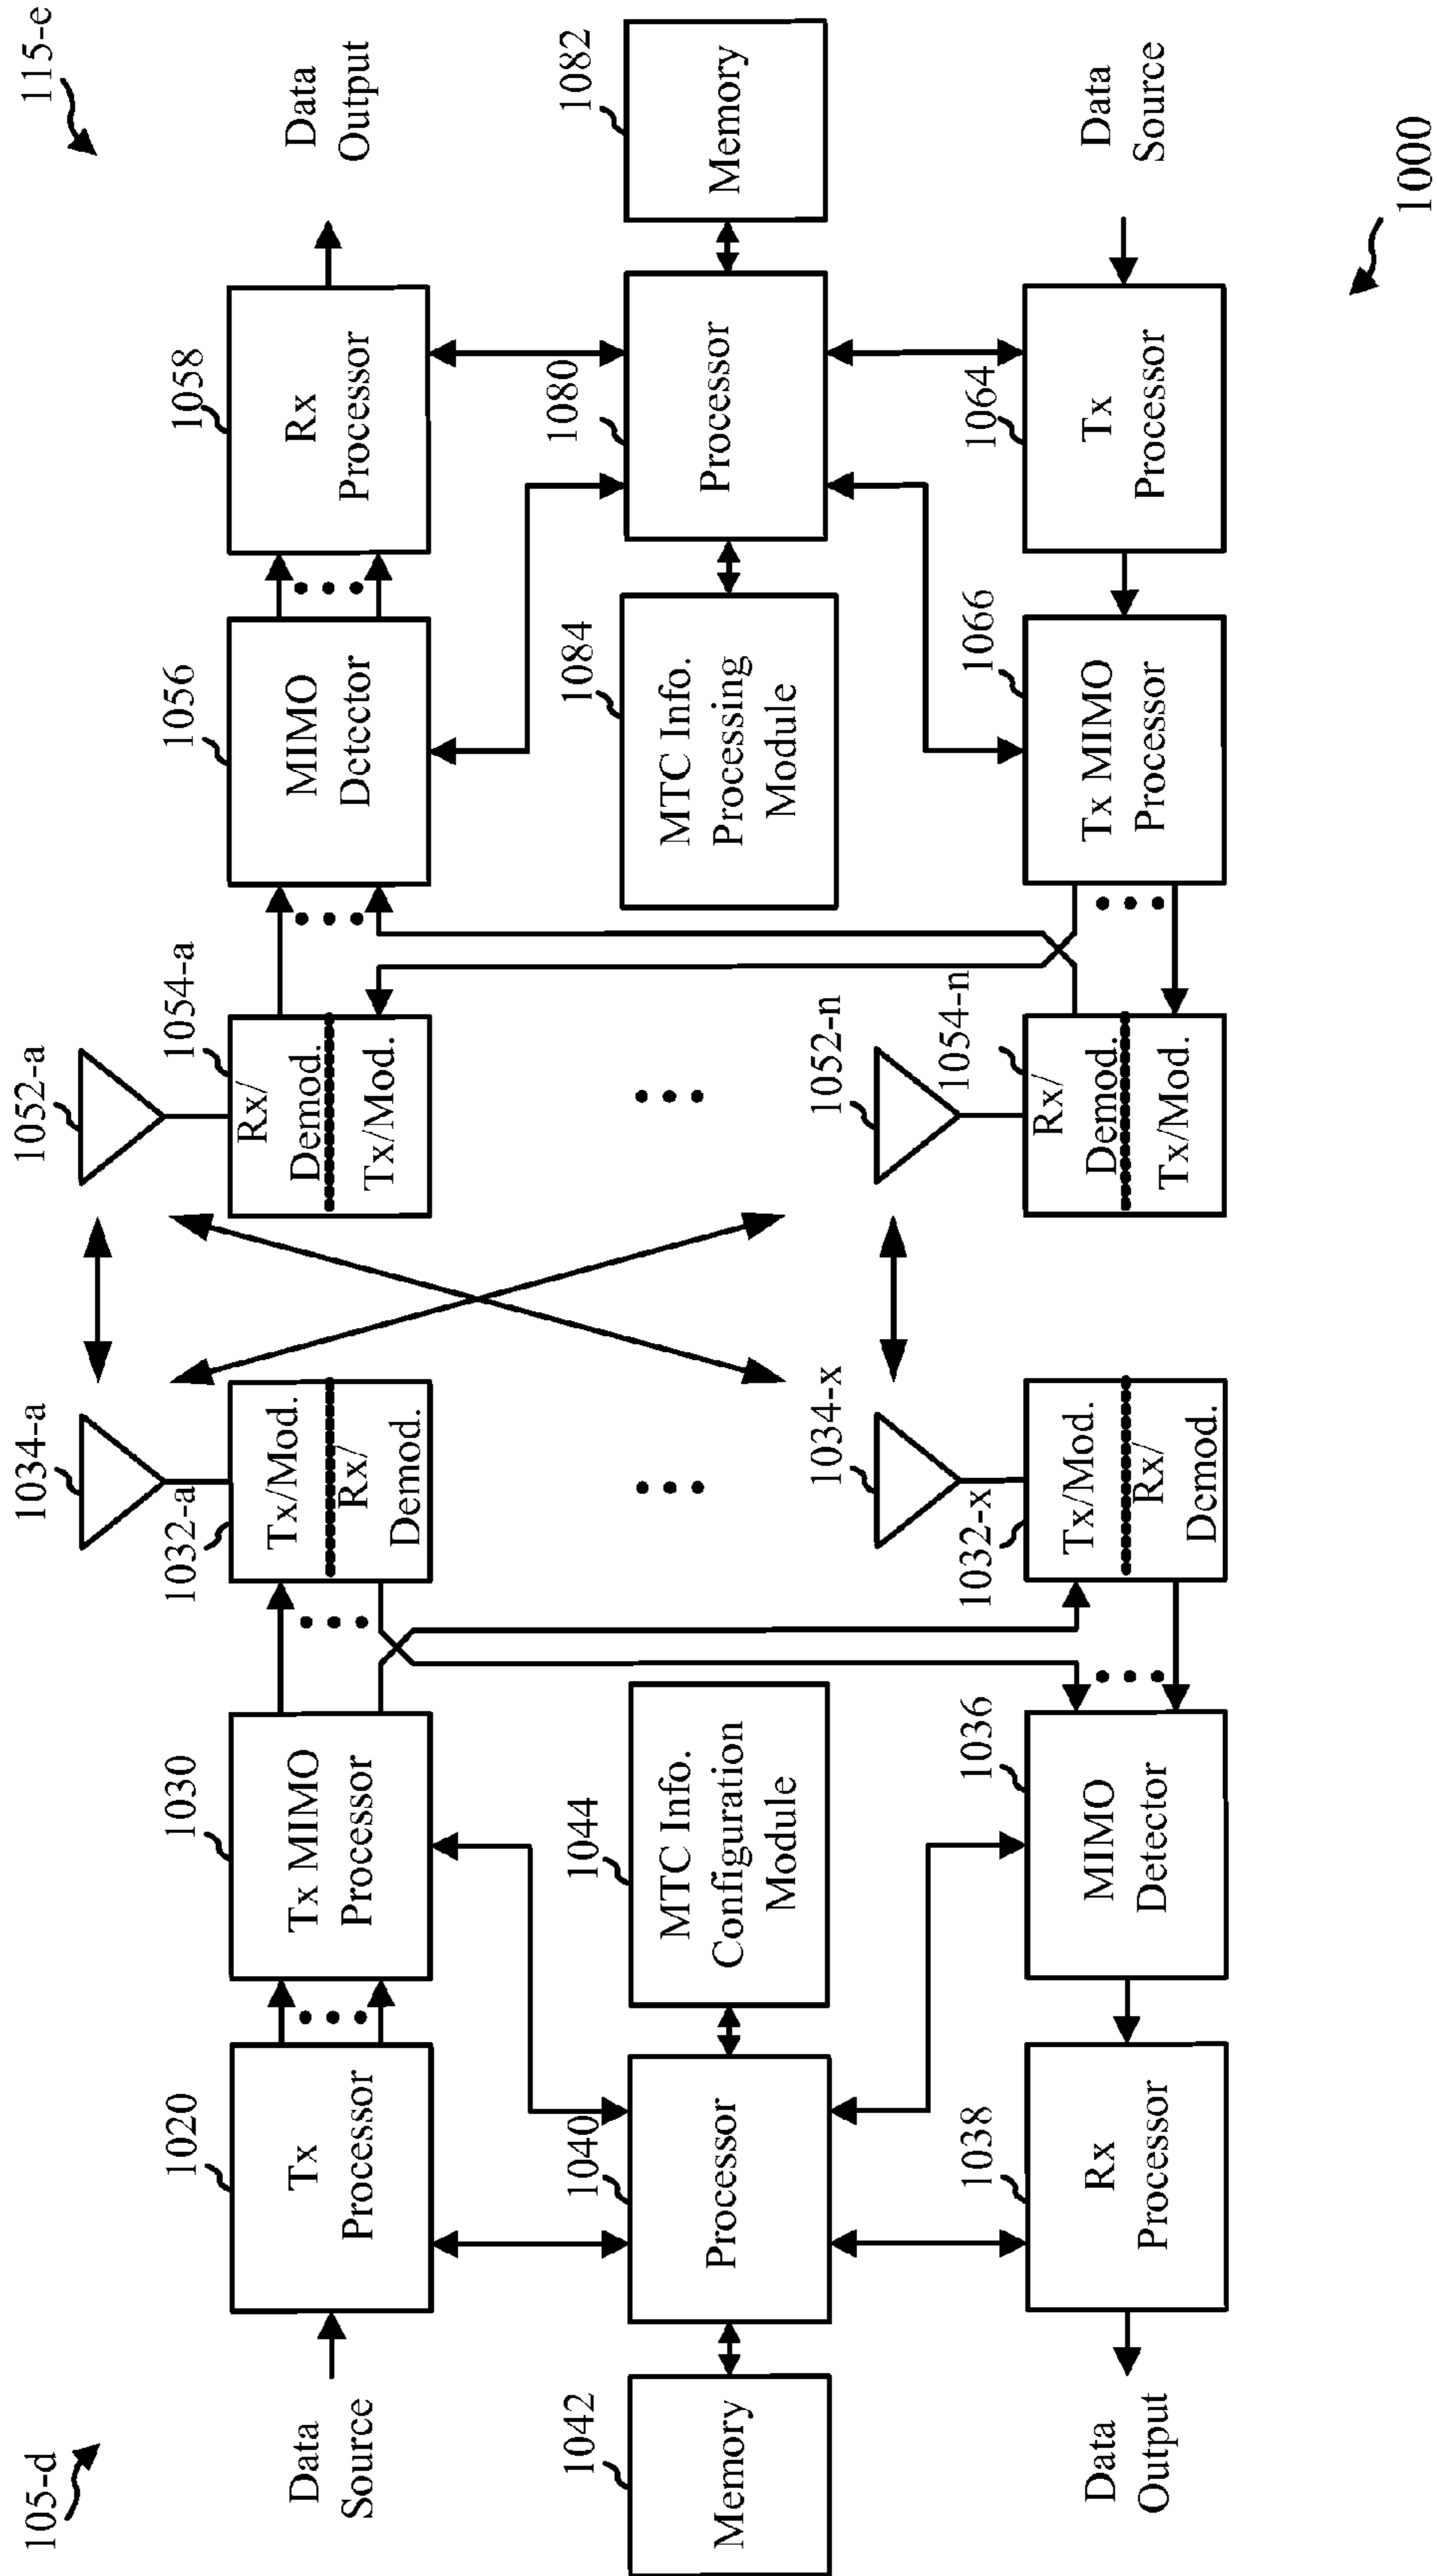 105-d
Data
Source
1020
Tx
Processor
1030
Tx MIMO
Processor
1034-a
1032-a
Tx/Mod.
Rx/
Demod.
1042
Memory
1040
Processor
1044
MTC Info.
Configuration
Module
Data
Output
1038
Rx
Processor
1036
MIMO
Detector
1034-x
1032-x
Tx/Mod.
Rx/
Demod.
115-e
1052-a
1054-a
Rx/
Demod.
Tx/Mod.
1056
MIMO
Detector
1058
Rx
Processor
Data
Output
1084
MTC Info.
Processing
Module
1080
Processor
1082
Memory
1052-n
1054-n
Rx/
Demod.
Tx/Mod.
1066
Tx MIMO
Processor
1064
Tx
Processor
Data
Source
1000